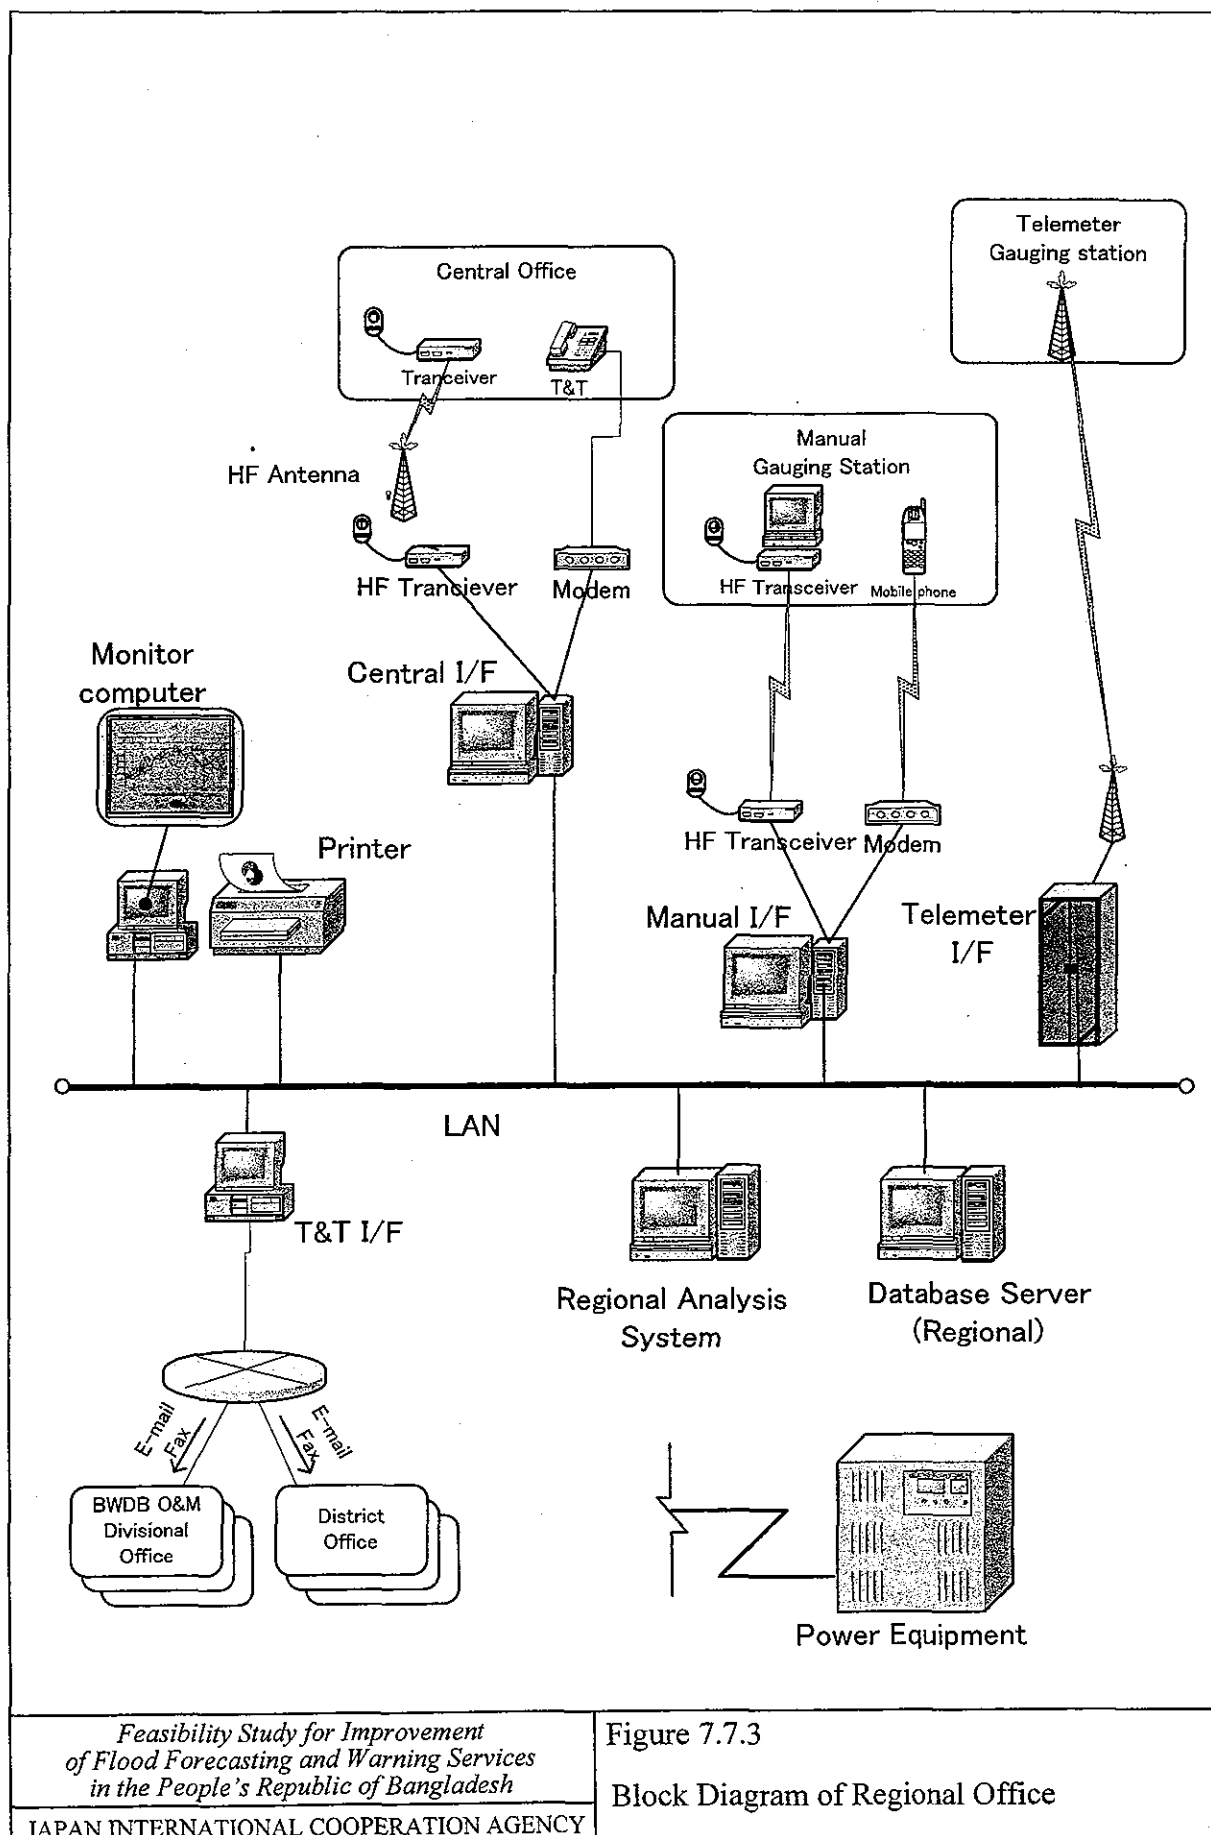 Telemeter
Gauging station
Central Office
Tranceiver
T&T
HF Antenna
Manual
Gauging Station
HF Tranciever
Modem
HF Transceiver
Mobile phone
Monitor
computer
Central I/F
Printer
HF Transceiver
Modem
Manual I/F
Telemeter
I/F
LAN
T&T I/F
Regional Analysis
System
Database Server
(Regional)
E-mail
Fax
E-mail
Fax
BWDB O&M
Divisional
Office
District
Office
Power Equipment
Feasibility Study for Improvement
of Flood Forecasting and Warning Services
in the People's Republic of Bangladesh
JAPAN INTERNATIONAL COOPERATION AGENCY
Figure 7.7.3
Block Diagram of Regional Office